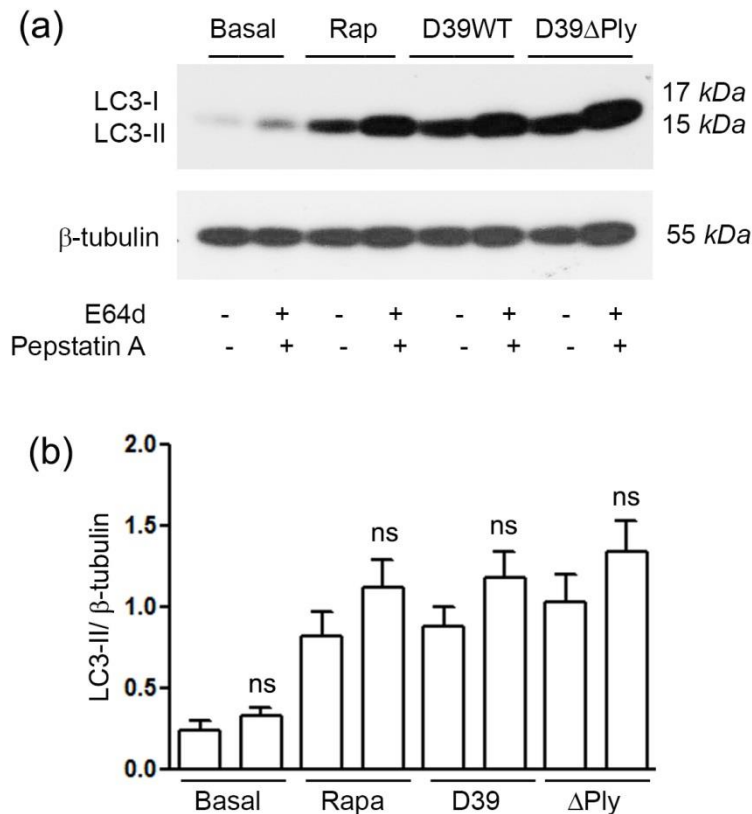 (a)
Basal Rap D39WT D39ΔPly
LC3-I 17 kDa
LC3-II 15 kDa
β-tubulin 55 kDa
E64d - + - + - + - +
Pepstatin A - + - + - + - +
(b)
LC3-II/ β-tubulin
2.0
1.5
1.0
0.5
0.0
ns ns ns ns
Basal Rapa D39 ΔPly